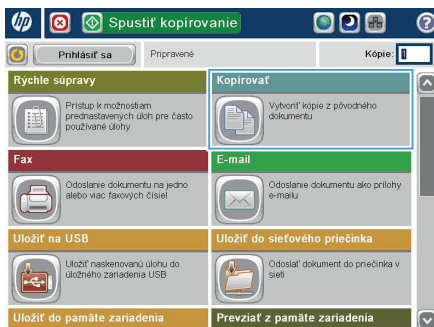 hp
Spustiť kopírovanie
?
Prihlásiť sa
Pripravené
Kópie: 1
Rýchle súpravy
Prístup k možnostiam
prednastavených úloh pre často
používané úlohy
Kopírovať
Vytvoriť kópie z pôvodného
dokumentu
Fax
Odoslanie dokumentu na jedno
alebo viac faxových čísiel
E-mail
Odoslanie dokumentu ako prílohy
e-mailu
Uložiť na USB
Uložiť naskenovanú úlohu do
úložného zariadenia USB
Uložiť do sieťového priečinka
Odoslať dokument do priečinka v
sieti
Uložiť do pamäte zariadenia
Prevziať z pamäte zariadenia